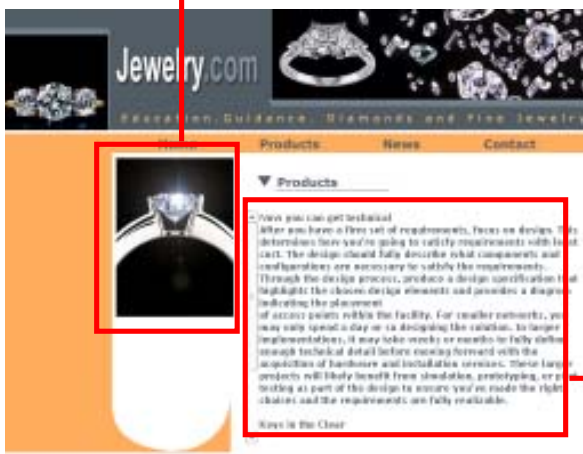 Jewelry.com
Education, Guidance, Diamonds and Fine Jewelry
Home Products News Contact
Products
Now you can get technical
After you have a firm set of requirements, focus on design. This
determines how you're going to satisfy requirements with least
cost. The design should fully describe what components and
configurations are necessary to satisfy the requirements.
Through the design process, produce a design specification that
highlights the chosen design elements and provides a diagram
indicating the placement
of access points within the facility. For smaller networks, you
may only spend a day or so designing the solution. In larger
implementations, it may take weeks or months to fully define
enough technical detail before moving forward with the
acquisition of hardware and installation services. These larger
projects will likely benefit from simulation, prototyping, or pilot
testing as part of the design to ensure you've made the right
choices and the requirements are fully realizable.
Keys in the Clear